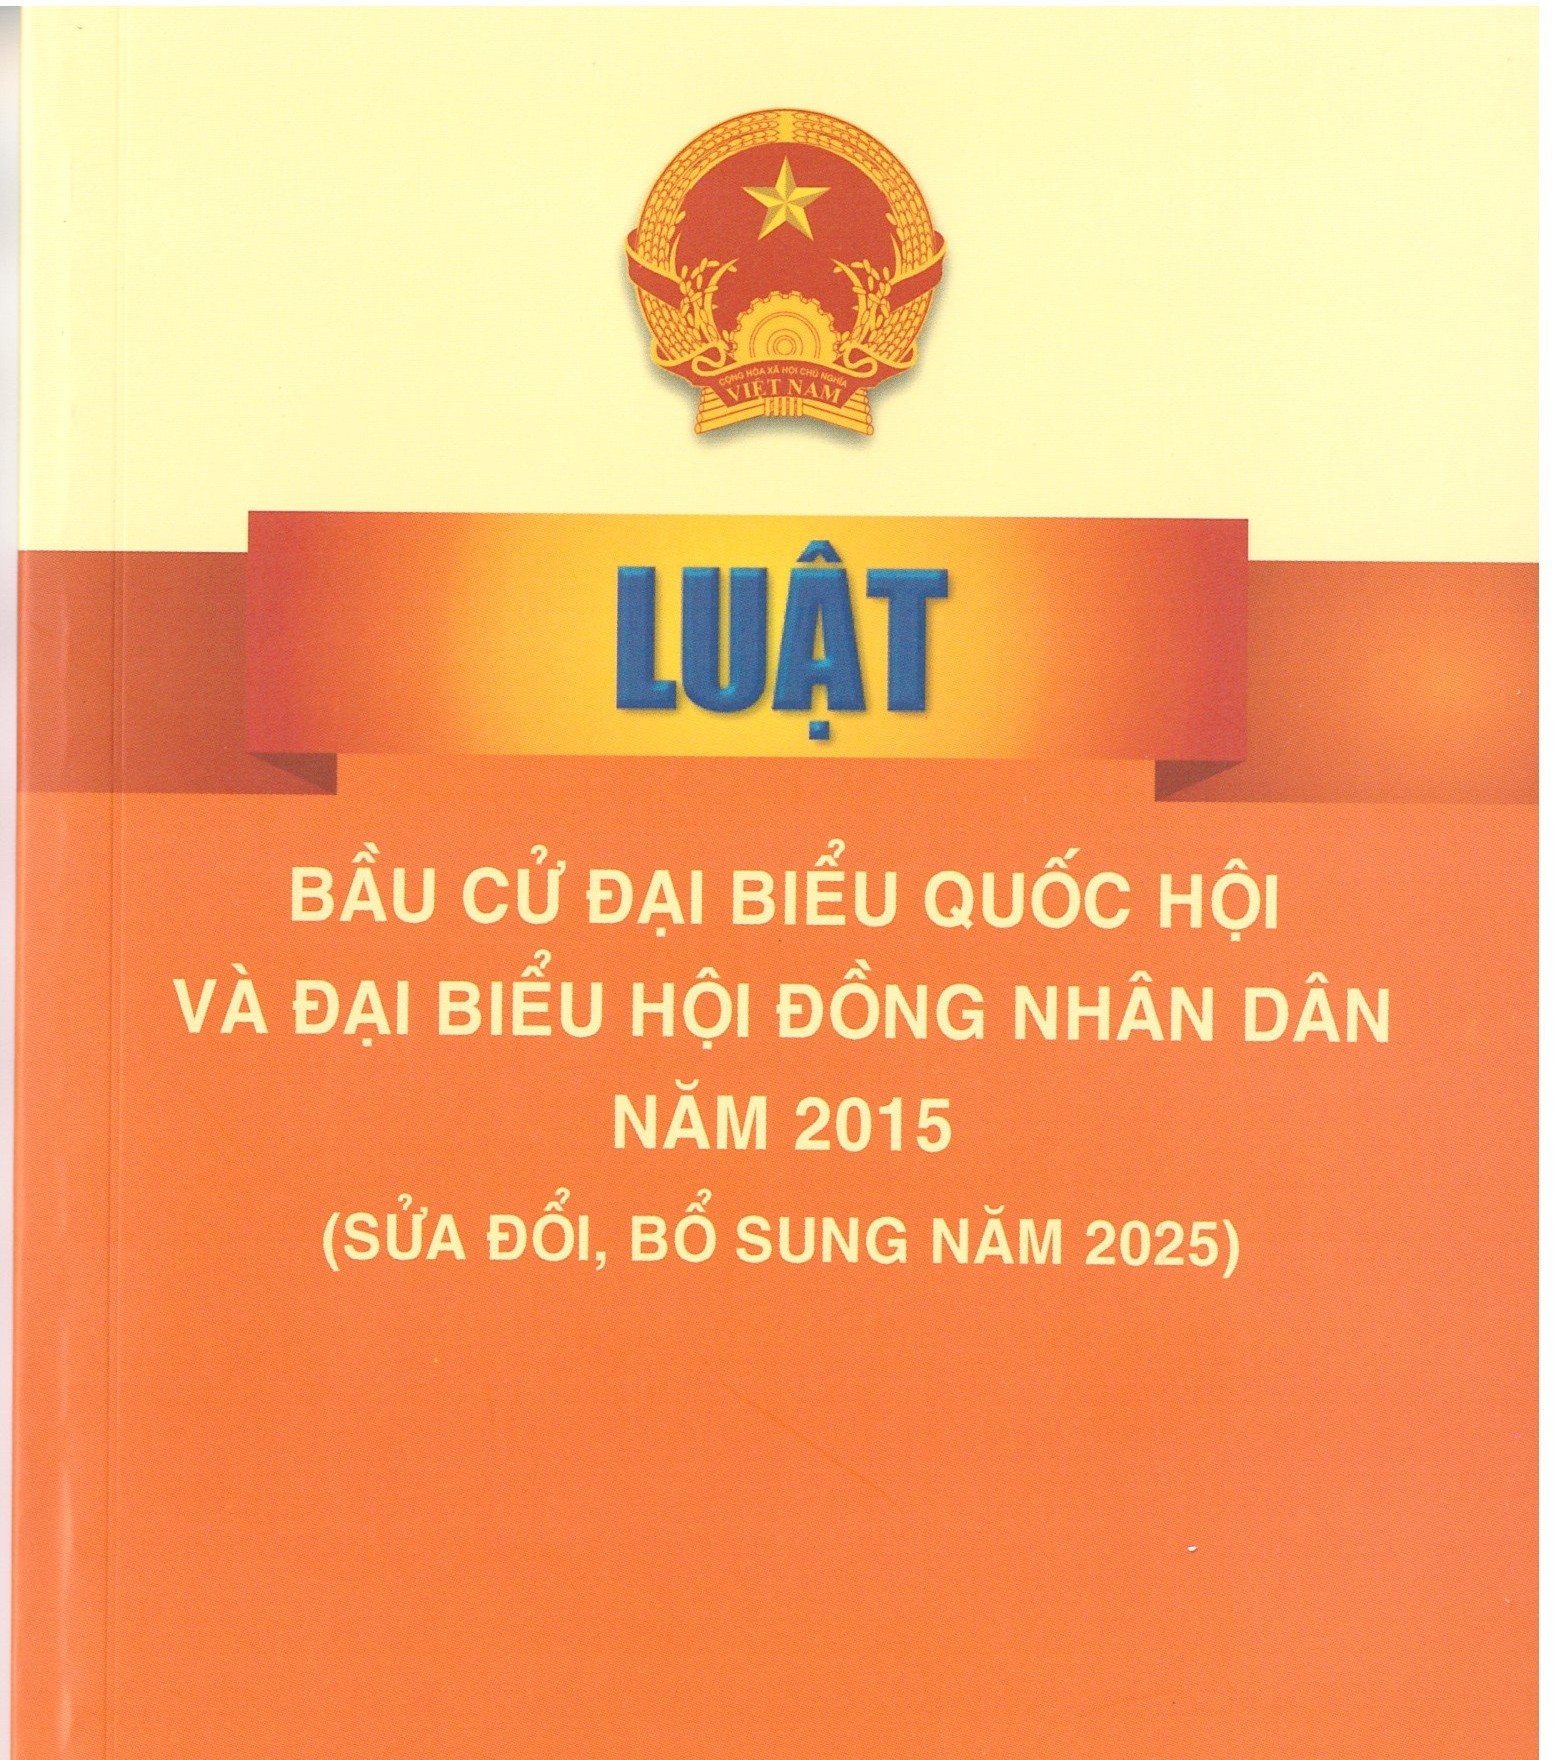 CỘNG HÒA XÃ HỘI CHỦ NGHĨA
VIỆT NAM
LUẬT
BẦU CỬ ĐẠI BIỂU QUỐC HỘI
VÀ ĐẠI BIỂU HỘI ĐỒNG NHÂN DÂN
NĂM 2015
(SỬA ĐỔI, BỔ SUNG NĂM 2025)